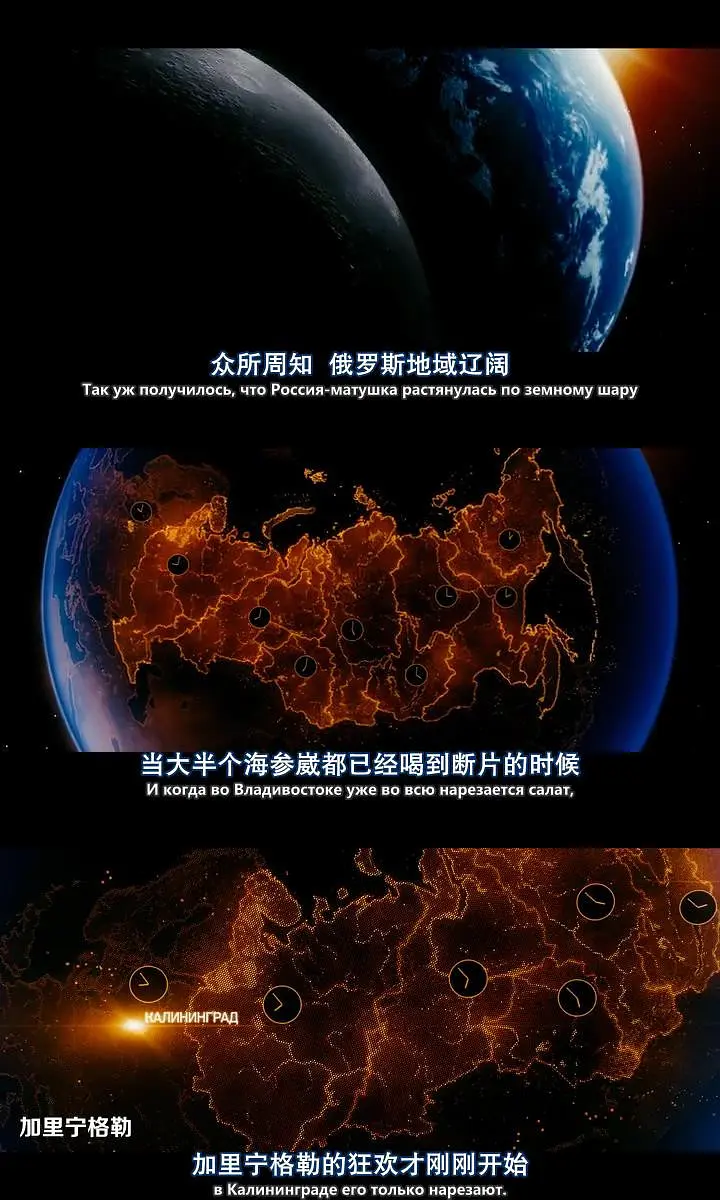 众所周知 俄罗斯地域辽阔
Так уж получилось, что Россия-матушка растянулась по земному шару
当大半个海参崴都已经喝到断片的时候
И когда во Владивостоке уже во всю нарезается салат,
КАЛИНИНГРАД
加里宁格勒
加里宁格勒的狂欢才刚刚开始
в Калининграде его только нарезают.